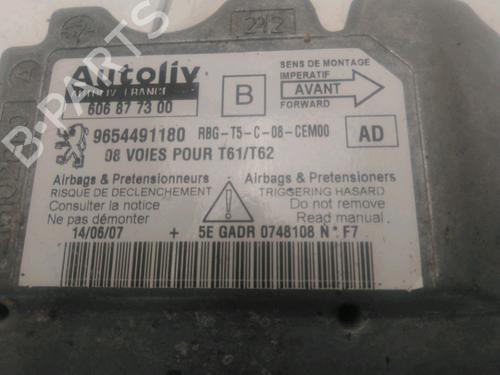 212
Autoliv
AUTOLIV FRANCE
606 87 73 00
B
SENS DE MONTAGE
IMPERATIF
AVANT
FORWARD
9654491180 RBG-T5-C-08-CEM00
AD
08 VOIES POUR T61/T62
Airbags & Pretensionneurs
RISQUE DE DECLENCHEMENT
Consulter la notice
Ne pas démonter
Airbags & Pretensioners
TRIGGERING HASARD
Do not remove
Read manual
14/06/07 + 5E GADR 0748108 N * F7
B-PARTS